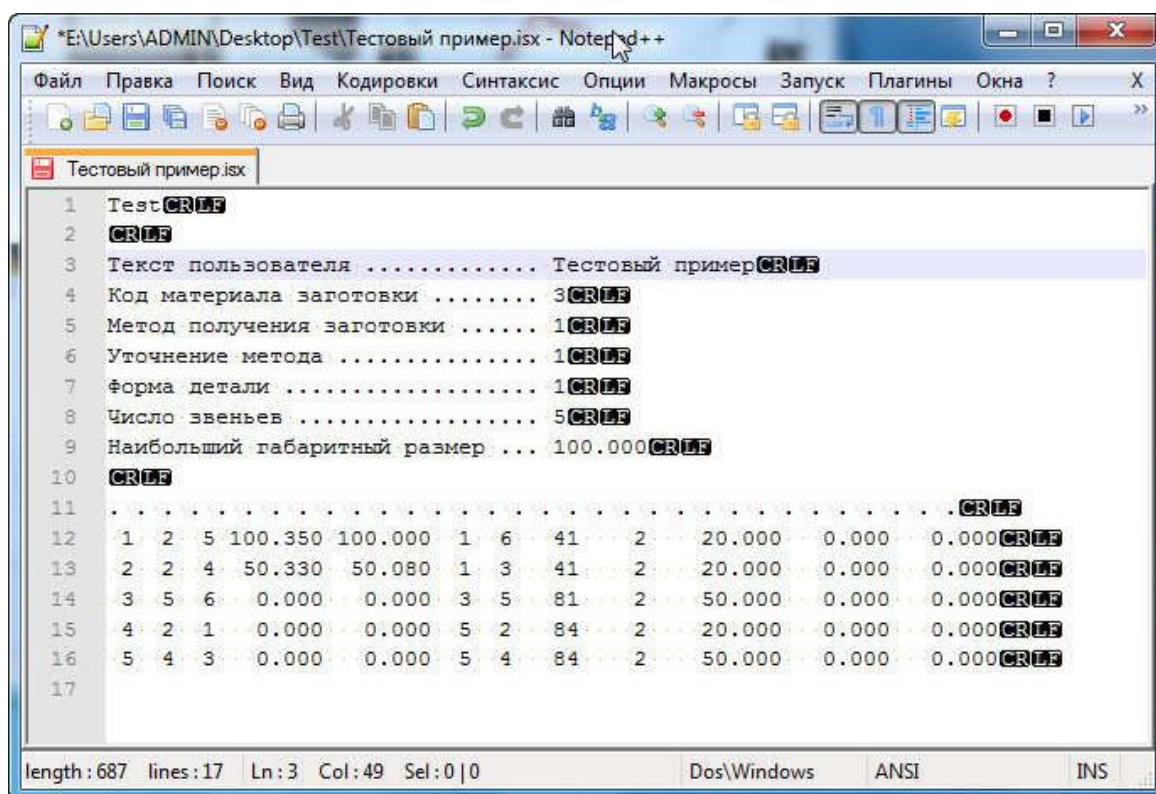 *E:\Users\ADMIN\Desktop\Test\Тестовый пример.isx - Notepad++
Файл Правка Поиск Вид Кодировки Синтаксис Опции Макросы Запуск Плагины Окна ? X
Тестовый пример.isx
1 TestCRLF
2 CRLF
3 Текст пользователя ............. Тестовый примерCRLF
4 Код материала заготовки ........ 3CRLF
5 Метод получения заготовки ...... 1CRLF
6 Уточнение метода ............... 1CRLF
7 Форма детали ................... 1CRLF
8 Число звеньев .................. 5CRLF
9 Наибольший габаритный размер ... 100.000CRLF
10 CRLF
11 . . . . . . . . . . . . . . . . . . . . . . . . . . . . . . . .CRLF
12 1 2 5 100.350 100.000 1 6 41 2 20.000 0.000 0.000CRLF
13 2 2 4 50.330 50.080 1 3 41 2 20.000 0.000 0.000CRLF
14 3 5 6 0.000 0.000 3 5 81 2 50.000 0.000 0.000CRLF
15 4 2 1 0.000 0.000 5 2 84 2 20.000 0.000 0.000CRLF
16 5 4 3 0.000 0.000 5 4 84 2 50.000 0.000 0.000CRLF
17
length : 687 lines : 17 Ln : 3 Col : 49 Sel : 0 | 0 Dos\Windows ANSI INS